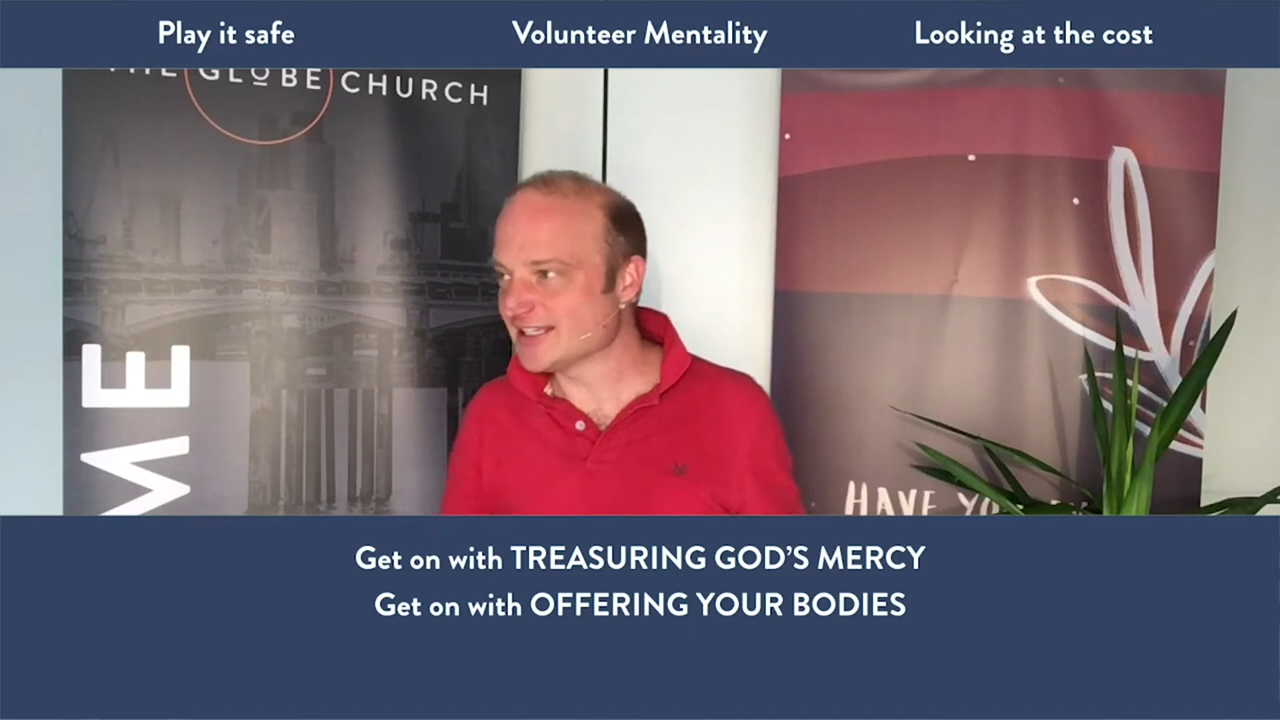 Play it safe
Volunteer Mentality
Looking at the cost
THE GLOBE CHURCH
ME
HAVE
Get on with TREASURING GOD'S MERCY
Get on with OFFERING YOUR BODIES